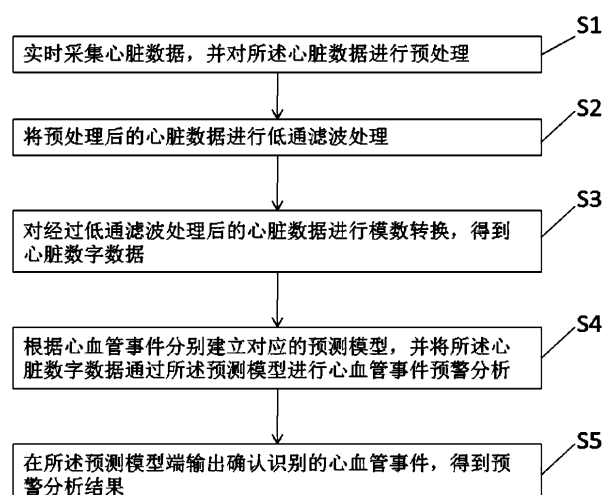 S1
实时采集心脏数据，并对所述心脏数据进行预处理
S2
将预处理后的心脏数据进行低通滤波处理
S3
对经过低通滤波处理后的心脏数据进行模数转换，得到
心脏数字数据
S4
根据心血管事件分别建立对应的预测模型，并将所述心
脏数字数据通过所述预测模型进行心血管事件预警分析
S5
在所述预测模型端输出确认识别的心血管事件，得到预
警分析结果